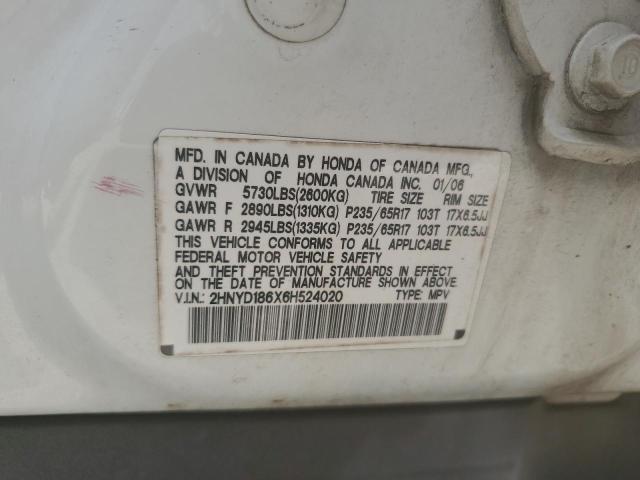 MFD. IN CANADA BY HONDA OF CANADA MFG.,
A DIVISION OF HONDA CANADA INC. 01/06
GVWR 5730LBS(2600KG) TIRE SIZE RIM SIZE
GAWR F 2890LBS(1310KG) P235/65R17 103T 17X6.5JJ
GAWR R 2945LBS(1335KG) P235/65R17 103T 17X6.5JJ
THIS VEHICLE CONFORMS TO ALL APPLICABLE
FEDERAL MOTOR VEHICLE SAFETY
AND THEFT PREVENTION STANDARDS IN EFFECT
ON THE DATE OF MANUFACTURE SHOWN ABOVE.
V.I.N.: 2HNYD186X6H524020 TYPE: MPV